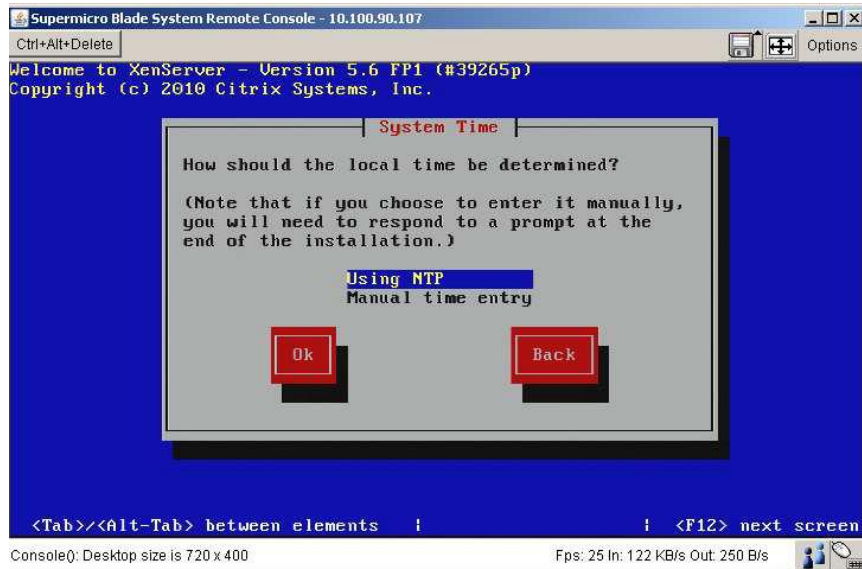 Supermicro Blade System Remote Console - 10.100.90.107
Ctrl+Alt+Delete
Options
Welcome to XenServer - Version 5.6 FP1 (#39265p)
Copyright (c) 2010 Citrix Systems, Inc.
System Time
How should the local time be determined?
(Note that if you choose to enter it manually,
you will need to respond to a prompt at the
end of the installation.)
Using NTP
Manual time entry
Ok
Back
<Tab>/<Alt-Tab> between elements | | <F12> next screen
Console(): Desktop size is 720 x 400
Fps: 25 In: 122 KB/s Out: 250 B/s